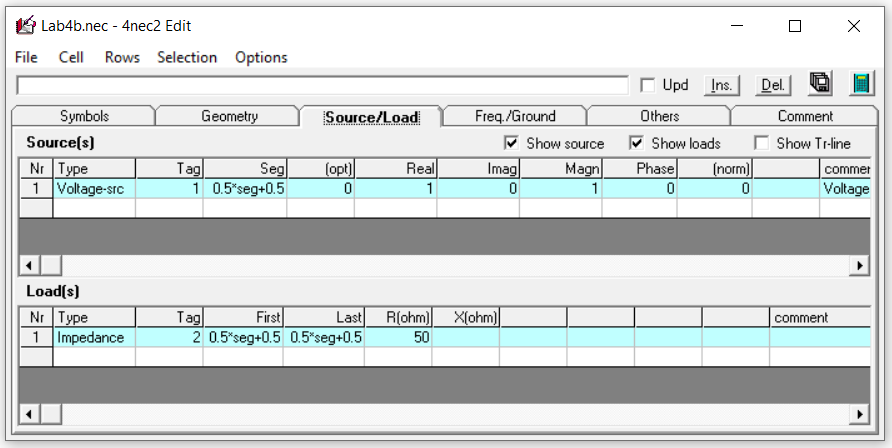 Lab4b.nec - 4nec2 Edit
File Cell Rows Selection Options
Upd Ins. Del.
Symbols Geometry Source/Load Freq./Ground Others Comment
Source(s) Show source Show loads Show Tr-line
Nr Type Tag Seg (opt) Real Imag Magn Phase (norm) commer
1 Voltage-src 1 0.5*seg+0.5 0 1 0 1 0 0 Voltage
Load(s)
Nr Type Tag First Last R(ohm) X(ohm) comment
1 Impedance 2 0.5*seg+0.5 0.5*seg+0.5 50